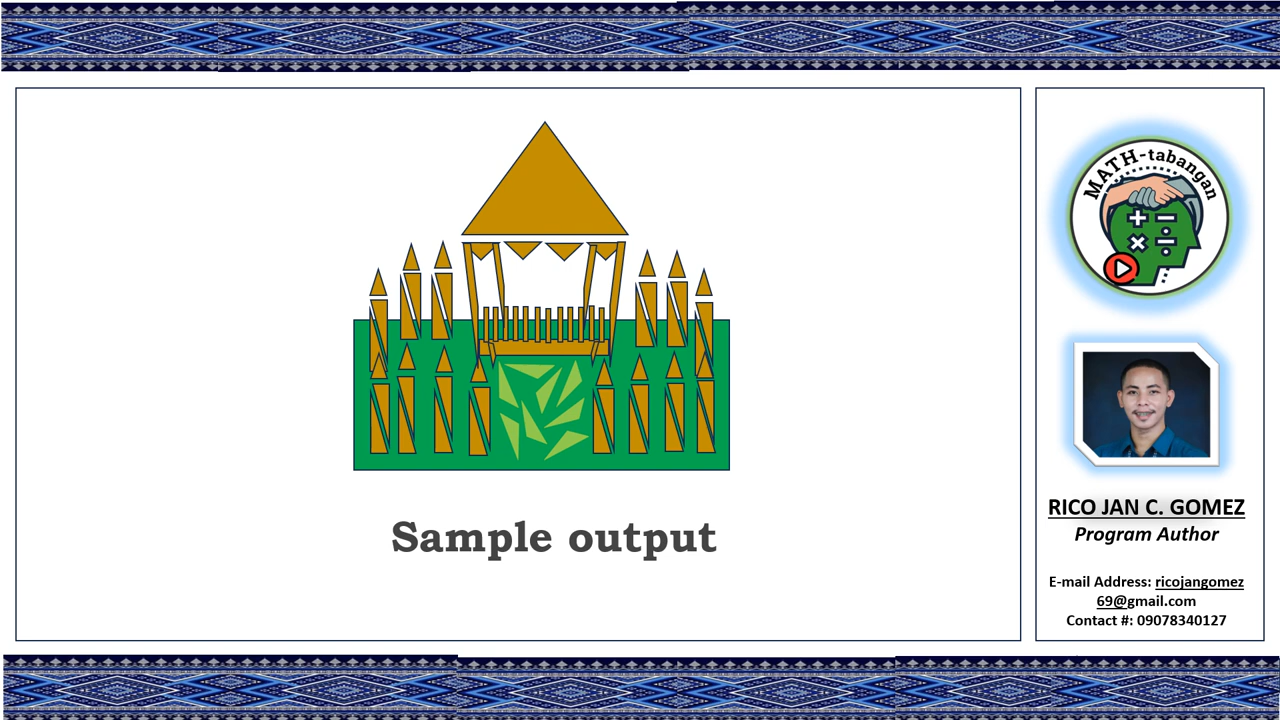 Sample output
MATH-tabangan
RICO JAN C. GOMEZ
Program Author
E-mail Address: ricojangomez
69@gmail.com
Contact #: 09078340127